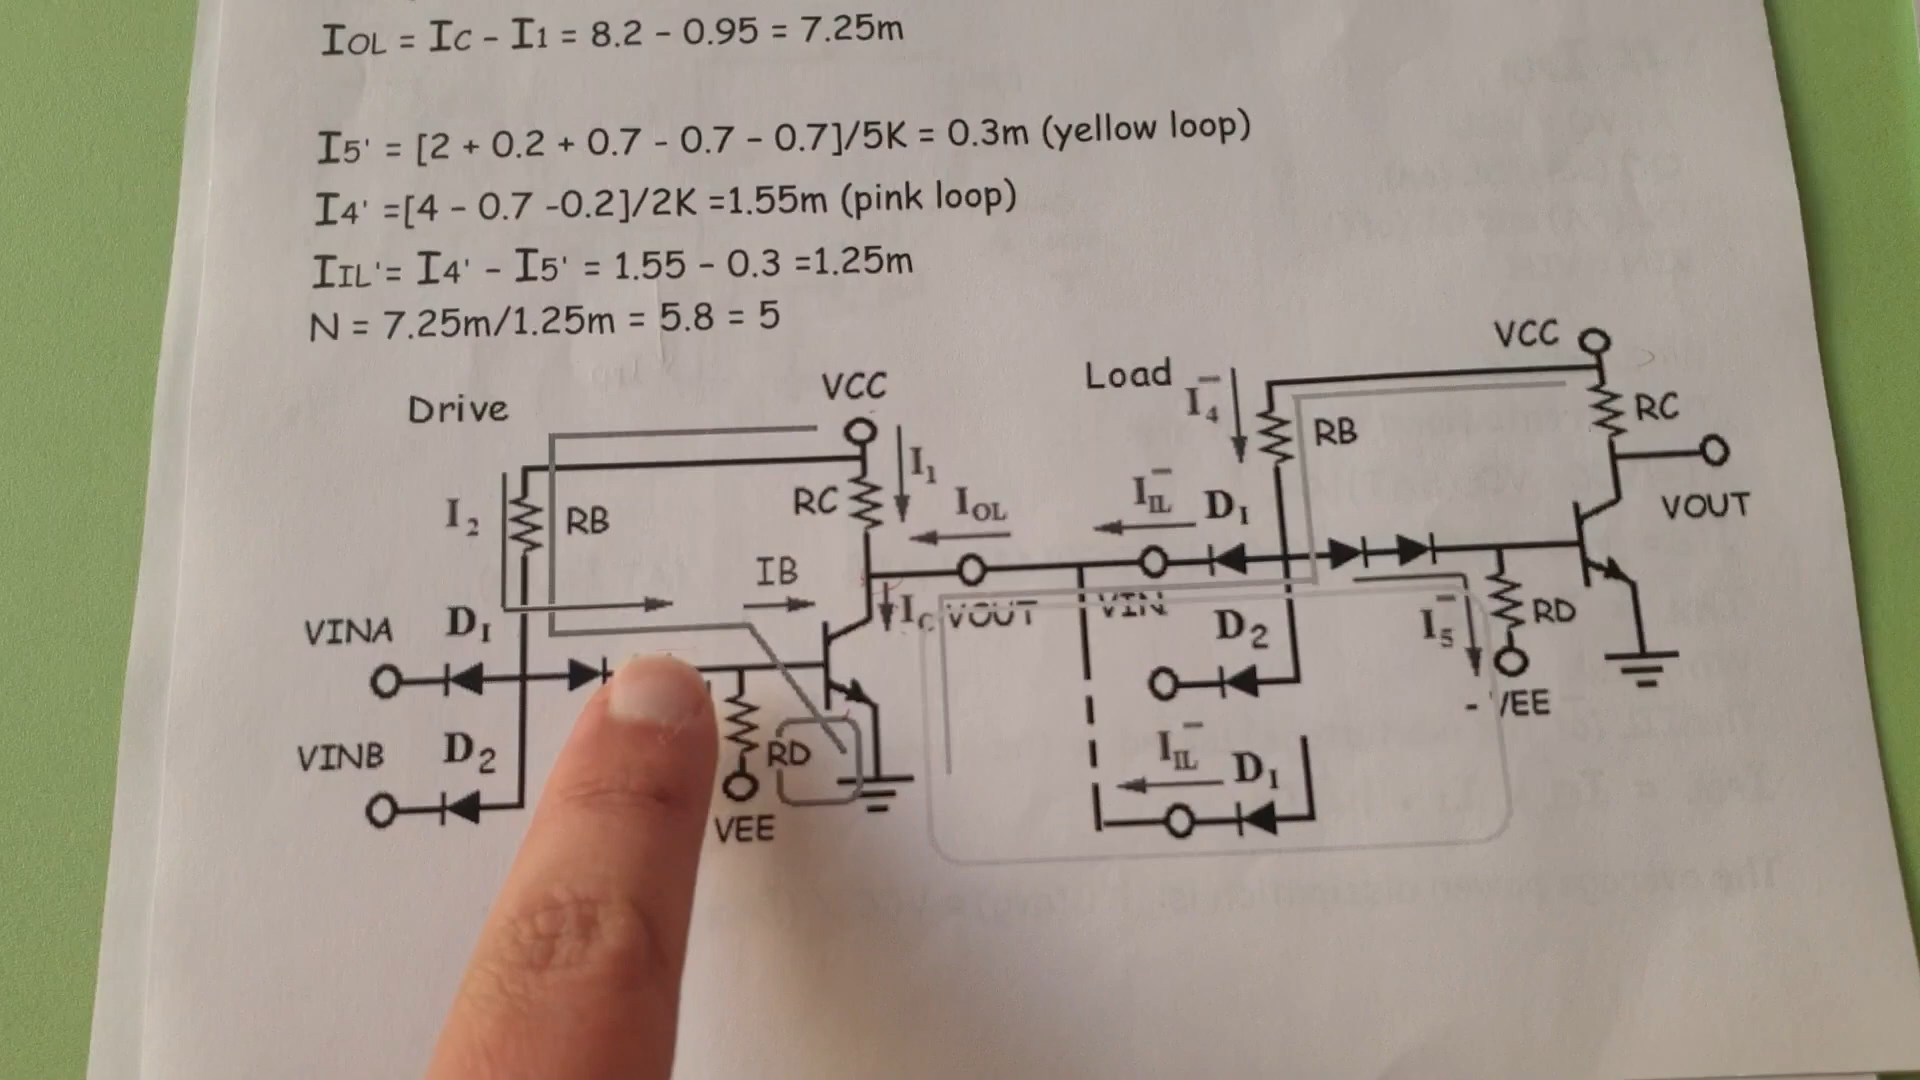 IOL = IC - I1 = 8.2 - 0.95 = 7.25m
I5' = [2 + 0.2 + 0.7 - 0.7 - 0.7]/5K = 0.3m (yellow loop)
I4' =[4 - 0.7 -0.2]/2K =1.55m (pink loop)
IIL'= I4' - I5' = 1.55 - 0.3 =1.25m
N = 7.25m/1.25m = 5.8 = 5
VCC
Load
I4
VCC
Drive
RC
RB
I1
IIL
D1
VOUT
I2
RB
RC
IOL
IB
VINA
D1
IC
VOUT
VIN
D2
I5
RD
- VEE
VINB
D2
RD
IIL
D1
VEE